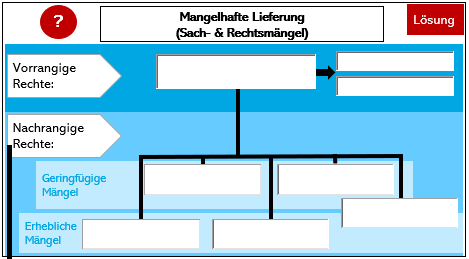 ?
Mangelhafte Lieferung
(Sach- & Rechtsmängel)
Lösung
Vorrangige
Rechte:
Nachrangige
Rechte:
Geringfügige
Mängel
Erhebliche
Mängel